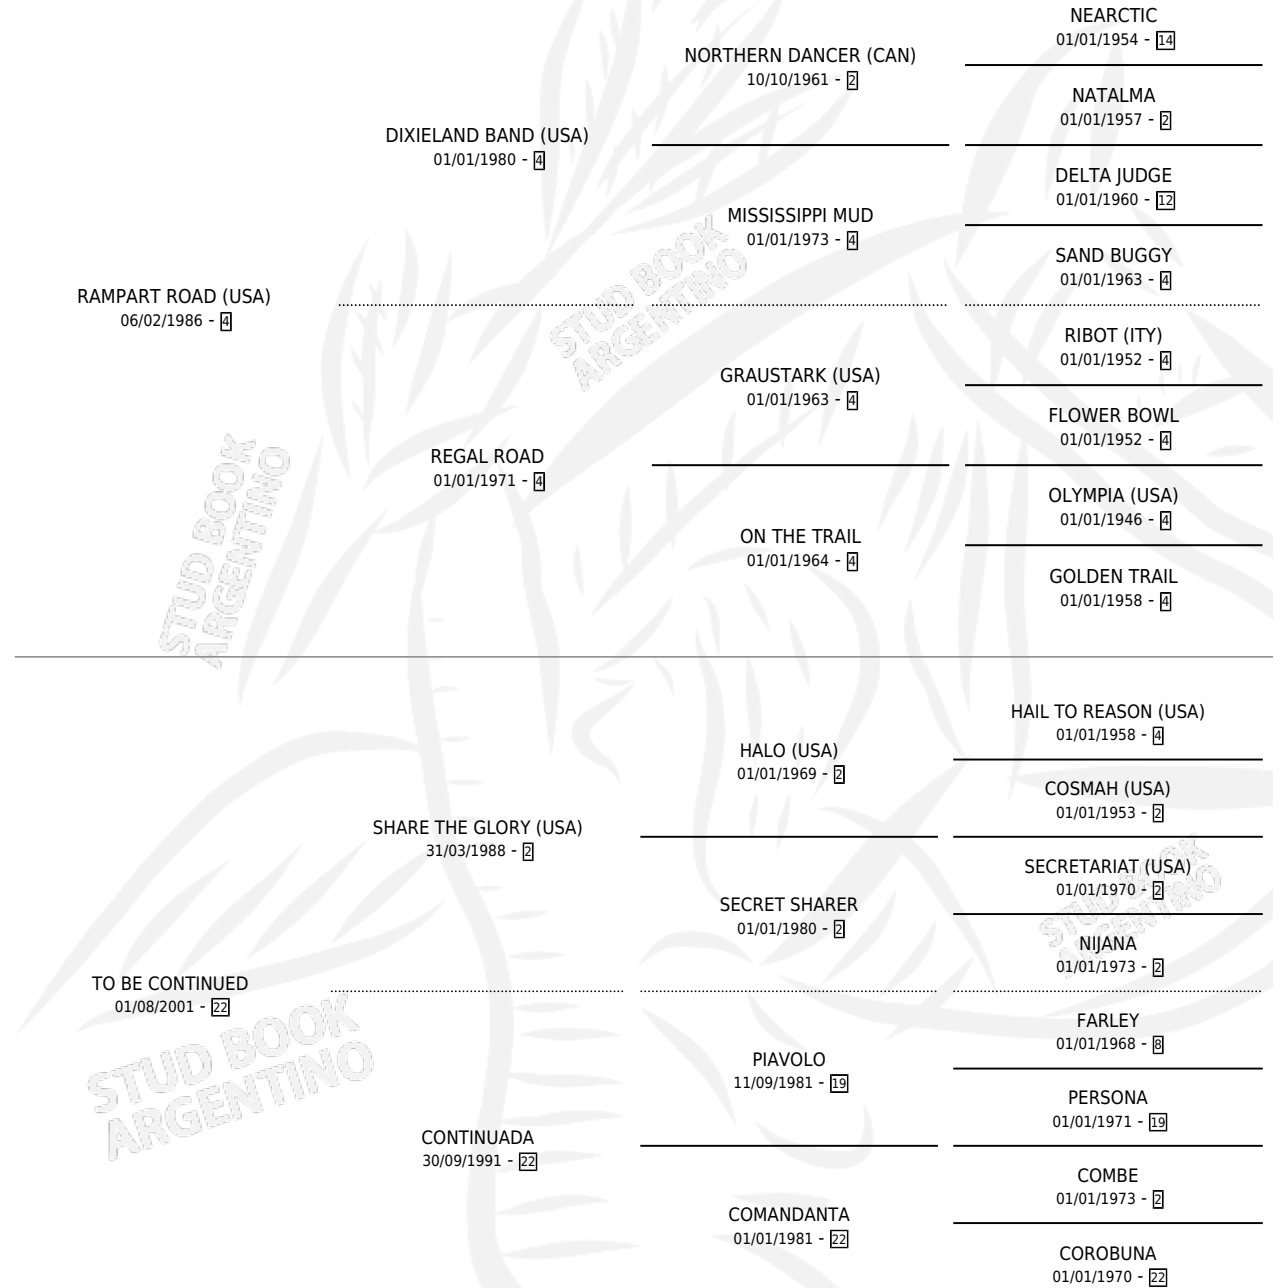 NEARCTIC
01/01/1954 - 14
NORTHERN DANCER (CAN)
10/10/1961 - 2
NATALMA
01/01/1957 - 2
DIXIELAND BAND (USA)
01/01/1980 - 4
DELTA JUDGE
01/01/1960 - 12
MISSISSIPPI MUD
01/01/1973 - 4
SAND BUGGY
01/01/1963 - 4
RAMPART ROAD (USA)
06/02/1986 - 4
RIBOT (ITY)
01/01/1952 - 4
GRAUSTARK (USA)
01/01/1963 - 4
FLOWER BOWL
01/01/1952 - 4
REGAL ROAD
01/01/1971 - 4
OLYMPIA (USA)
01/01/1946 - 4
ON THE TRAIL
01/01/1964 - 4
GOLDEN TRAIL
01/01/1958 - 4
HAIL TO REASON (USA)
01/01/1958 - 4
HALO (USA)
01/01/1969 - 2
COSMAH (USA)
01/01/1953 - 2
SHARE THE GLORY (USA)
31/03/1988 - 2
SECRETARIAT (USA)
01/01/1970 - 2
SECRET SHARER
01/01/1980 - 2
NIJANA
01/01/1973 - 2
TO BE CONTINUED
01/08/2001 - 22
FARLEY
01/01/1968 - 8
PIAVOLO
11/09/1981 - 19
PERSONA
01/01/1971 - 19
CONTINUADA
30/09/1991 - 22
COMBE
01/01/1973 - 2
COMANDANTA
01/01/1981 - 22
COROBUNA
01/01/1970 - 22
STUD BOOK
ARGENTINO
STUD BOOK
ARGENTINO
STUD BOOK
ARGENTINO
STUD BOOK
ARGENTINO